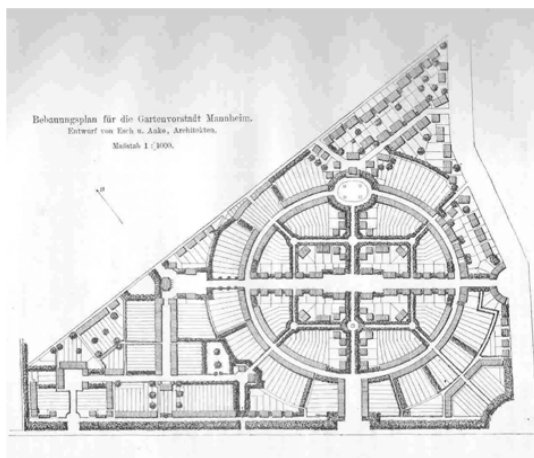 Bebauungsplan für die Gartenvorstadt Mannheim.
Entwurf von Esch u. Anke, Architekten.
Maßstab 1 : 4000.